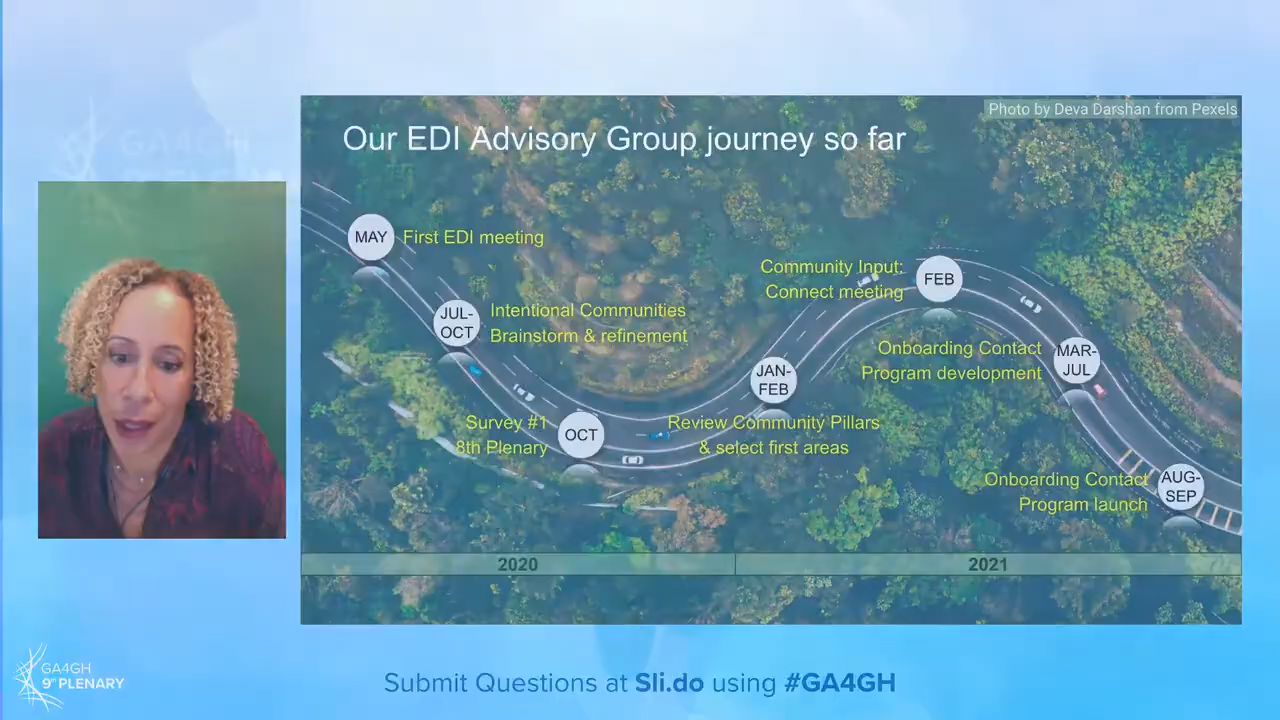 Photo by Deva Darshan from Pexels
Our EDI Advisory Group journey so far
MAY
First EDI meeting
JUL-
OCT
Intentional Communities
Brainstorm & refinement
Survey #1
8th Plenary
OCT
JAN-
FEB
Review Community Pillars
& select first areas
Community Input:
Connect meeting
FEB
Onboarding Contact
Program development
MAR-
JUL
Onboarding Contact
Program launch
AUG-
SEP
2020
2021
GA4GH
GA4GH
9TH PLENARY
Submit Questions at Sli.do using #GA4GH